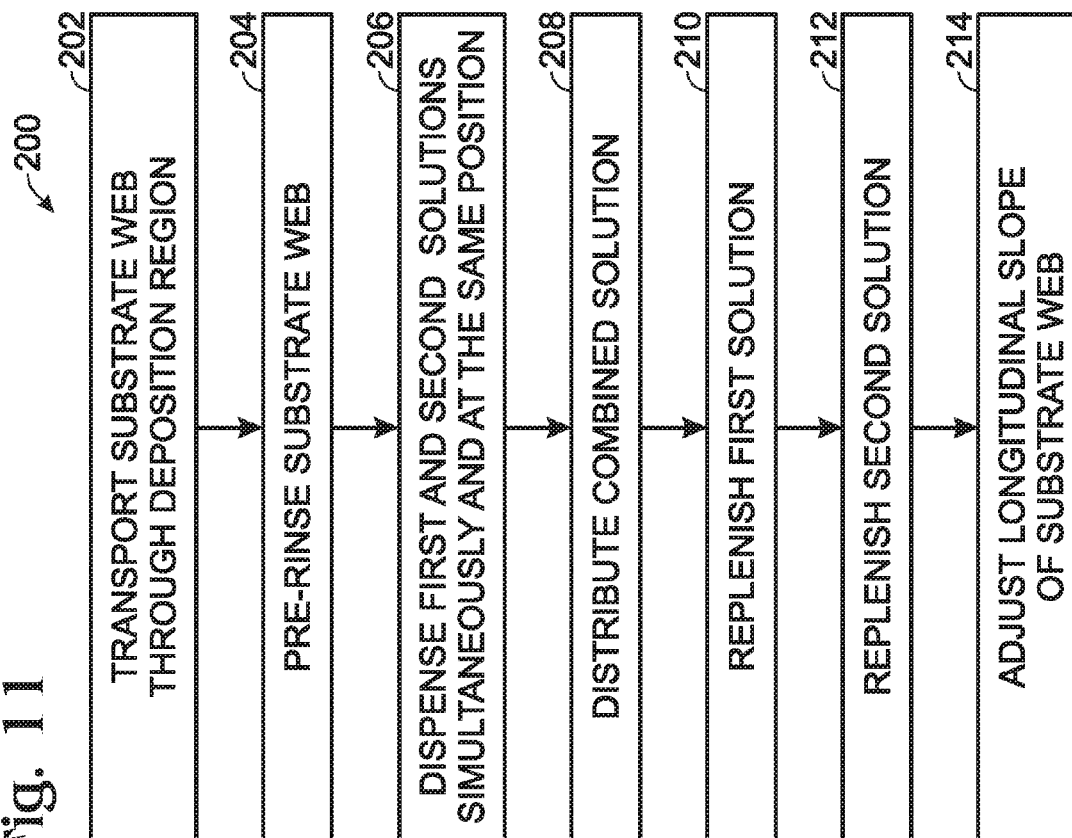 Fig. 11
200
202
TRANSPORT SUBSTRATE WEB
THROUGH DEPOSITION REGION
204
PRE-RINSE SUBSTRATE WEB
206
DISPENSE FIRST AND SECOND SOLUTIONS
SIMULTANEOUSLY AND AT THE SAME POSITION
208
DISTRIBUTE COMBINED SOLUTION
210
REPLENISH FIRST SOLUTION
212
REPLENISH SECOND SOLUTION
214
ADJUST LONGITUDINAL SLOPE
OF SUBSTRATE WEB